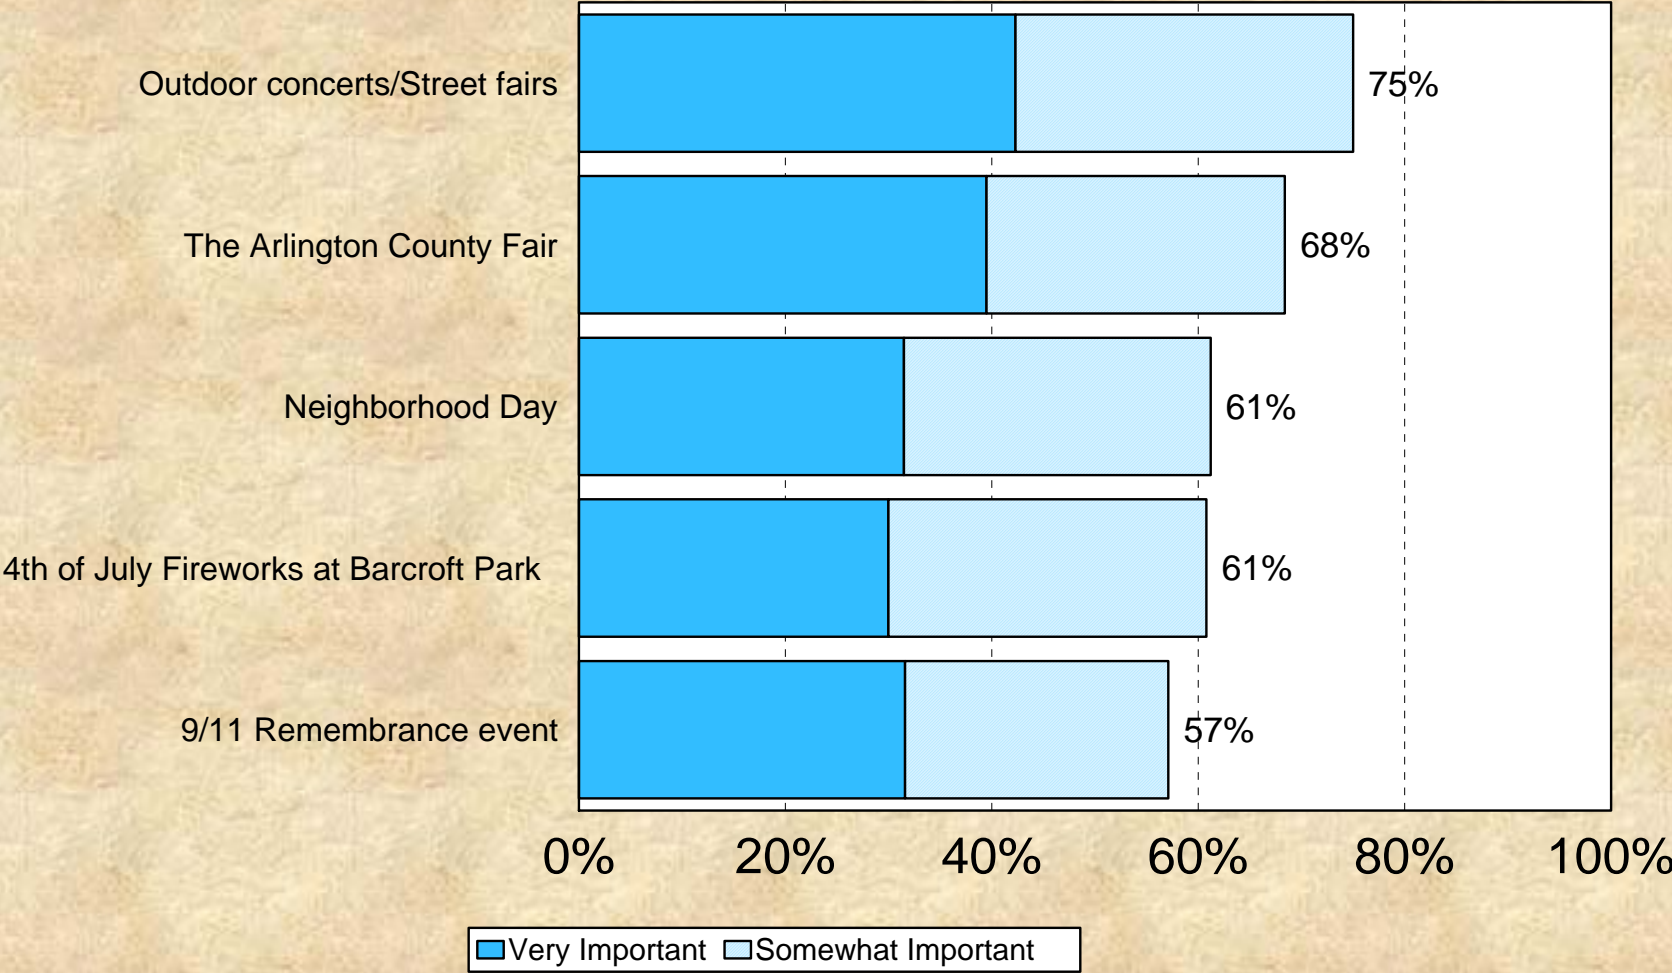 Outdoor concerts/Street fairs
75%
The Arlington County Fair
68%
Neighborhood Day
61%
4th of July Fireworks at Barcroft Park
61%
9/11 Remembrance event
57%
0% 20% 40% 60% 80% 100%
Very Important Somewhat Important